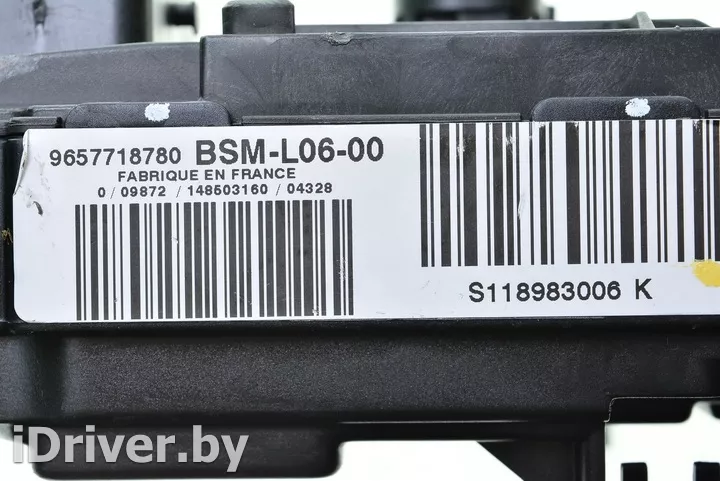 9657718780 BSM-L06-00
FABRIQUE EN FRANCE
0 / 09872 / 148503160 / 04328
S118983006 K
iDriver.by